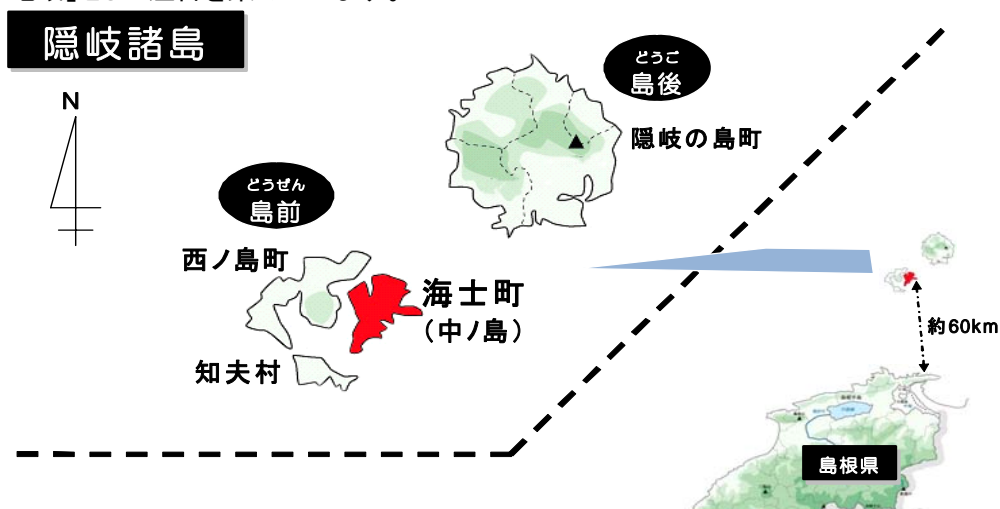 隠岐諸島
N
どうご
島後
隠岐の島町
どうぜん
島前
西ノ島町
海士町
（中ノ島）
知夫村
約60km
島根県